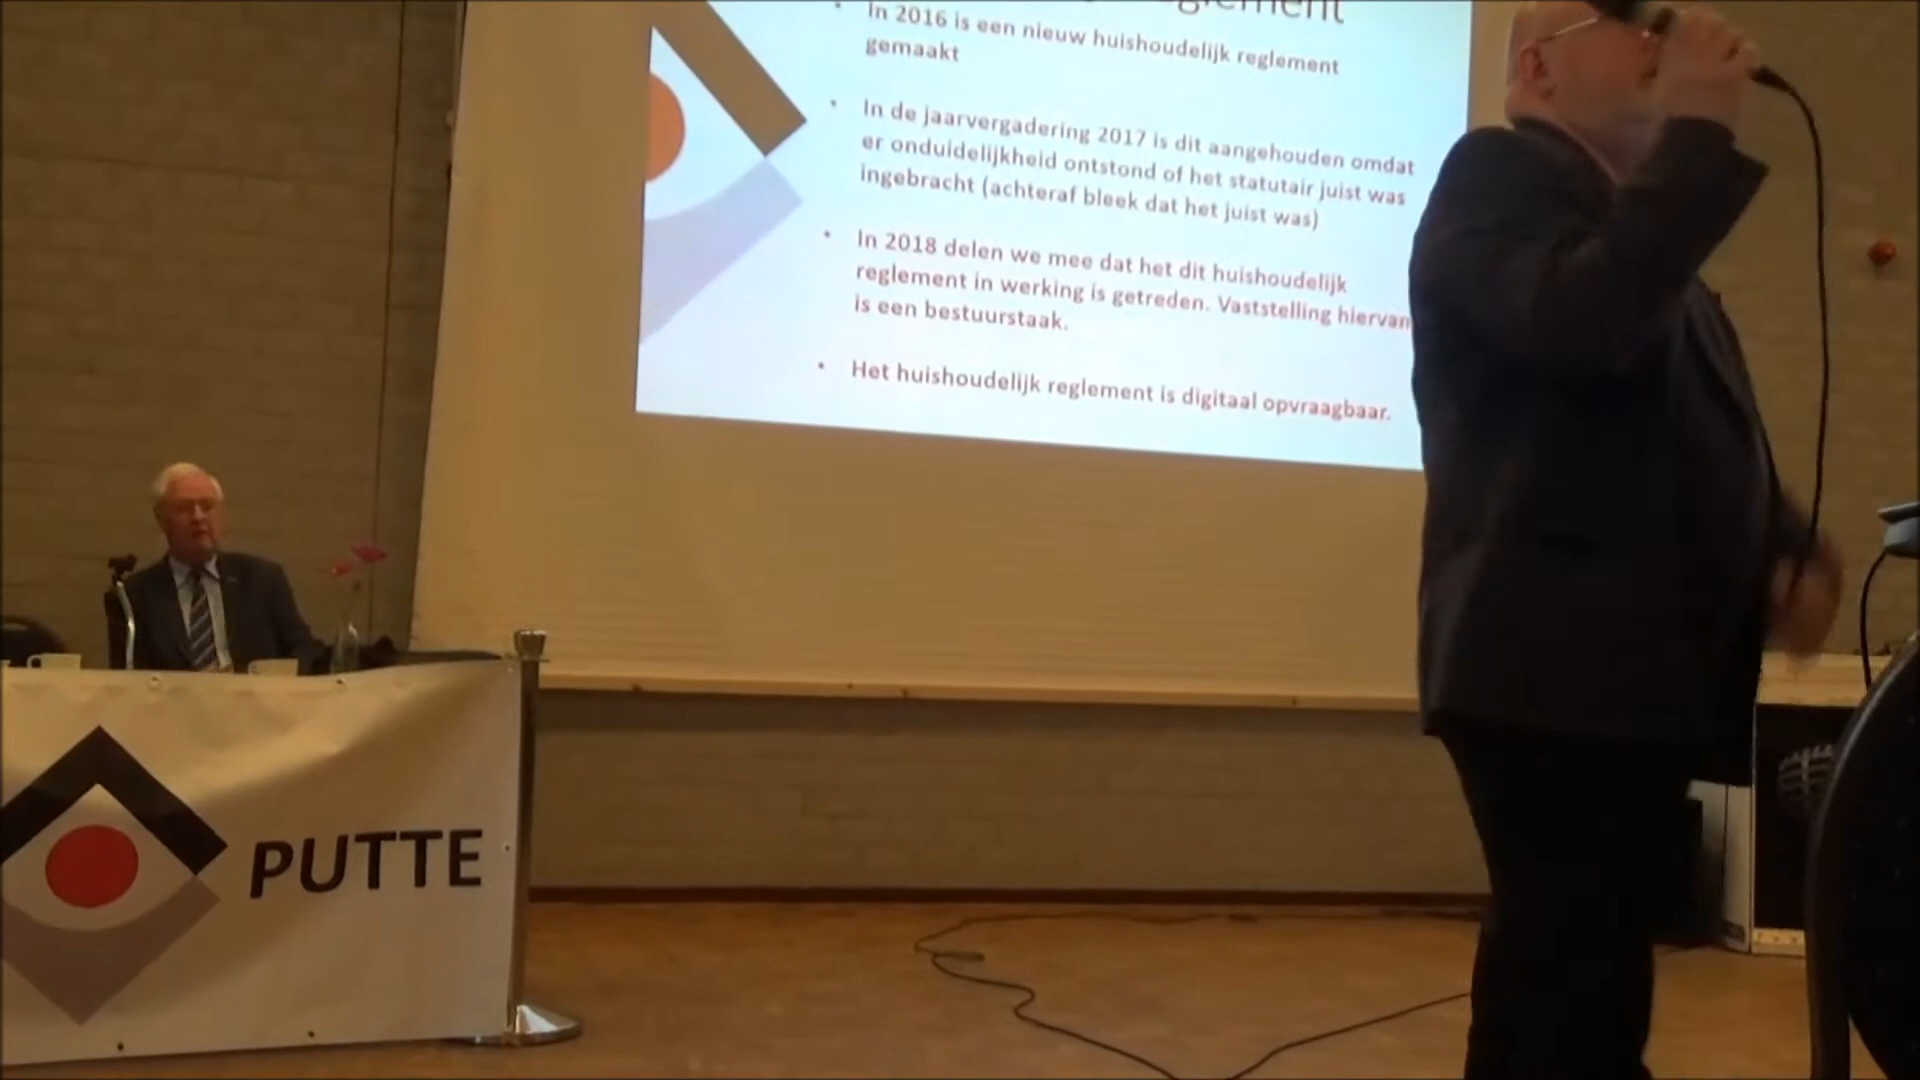 In 2016 is een nieuw huishoudelijk reglement
gemaakt
In de jaarvergadering 2017 is dit aangehouden omdat
er onduidelijkheid ontstond of het statutair juist was
ingebracht (achteraf bleek dat het juist was)
In 2018 delen we mee dat het dit huishoudelijk
reglement in werking is getreden. Vaststelling hiervan
is een bestuurstaak.
Het huishoudelijk reglement is digitaal opvraagbaar.
PUTTE